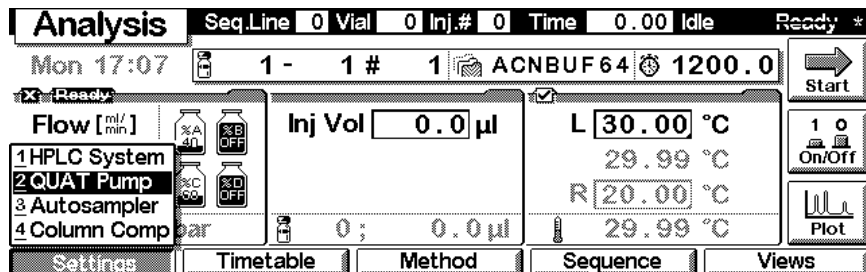 Analysis Seq.Line 0 Vial 0 Inj.# 0 Time 0.00 Idle Ready *
Mon 17:07 1 - 1 # 1 ACNBUF64 1200.0
Start
Ready
Flow [ml/min] %A 40 %B OFF Inj Vol 0.0 µl L 30.00 °C
1 0
On/Off
1 HPLC System 29.99 °C
2 QUAT Pump %C 60 %D OFF R 20.00 °C
3 Autosampler
4 Column Comp bar 0; 0.0 µl 29.99 °C Plot
Settings Timetable Method Sequence Views